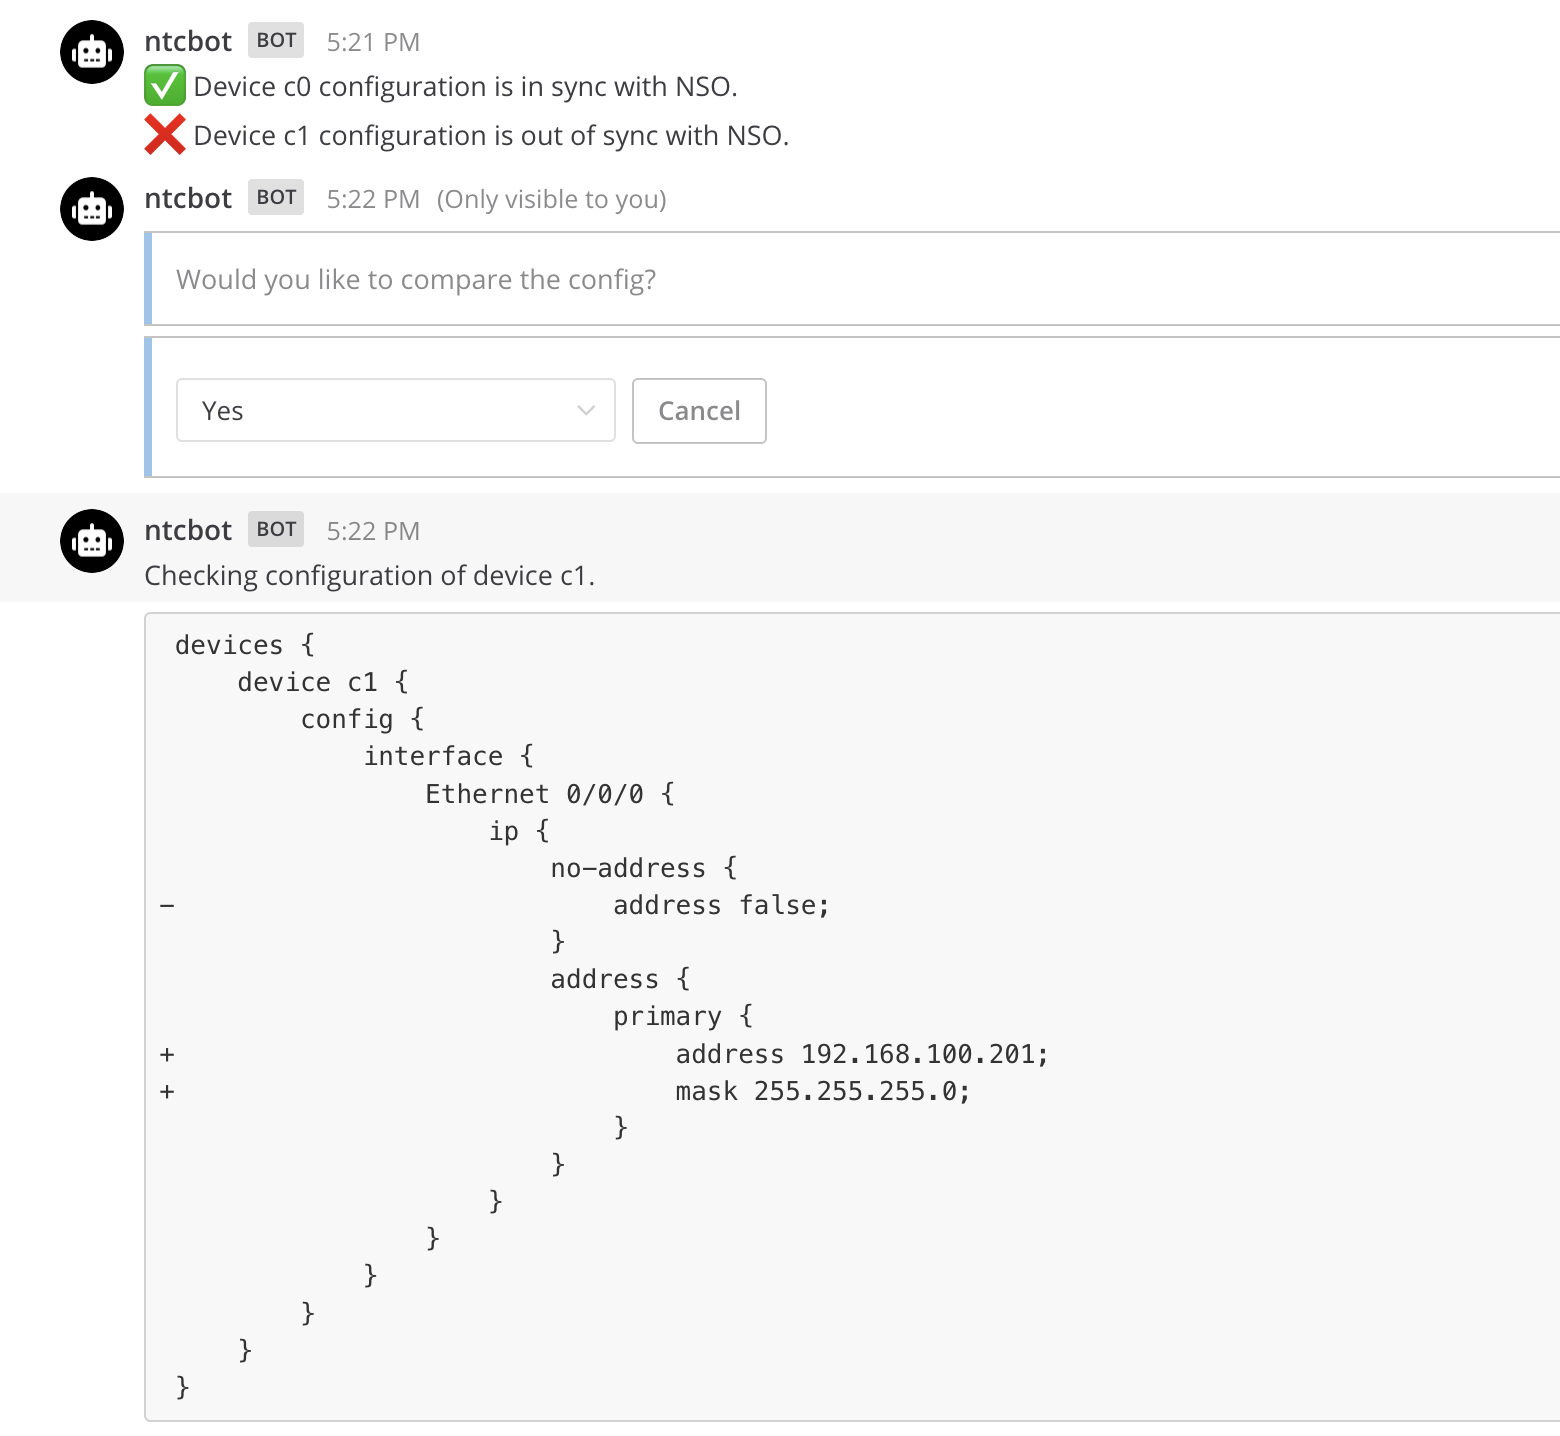 ntcbot BOT 5:21 PM
✅ Device c0 configuration is in sync with NSO.
❌ Device c1 configuration is out of sync with NSO.
ntcbot BOT 5:22 PM (Only visible to you)
Would you like to compare the config?
Yes Cancel
ntcbot BOT 5:22 PM
Checking configuration of device c1.
 devices {
     device c1 {
         config {
             interface {
                 Ethernet 0/0/0 {
                     ip {
                         no-address {
-                            address false;
                         }
                         address {
                             primary {
+                                address 192.168.100.201;
+                                mask 255.255.255.0;
                             }
                         }
                     }
                 }
             }
         }
     }
 }